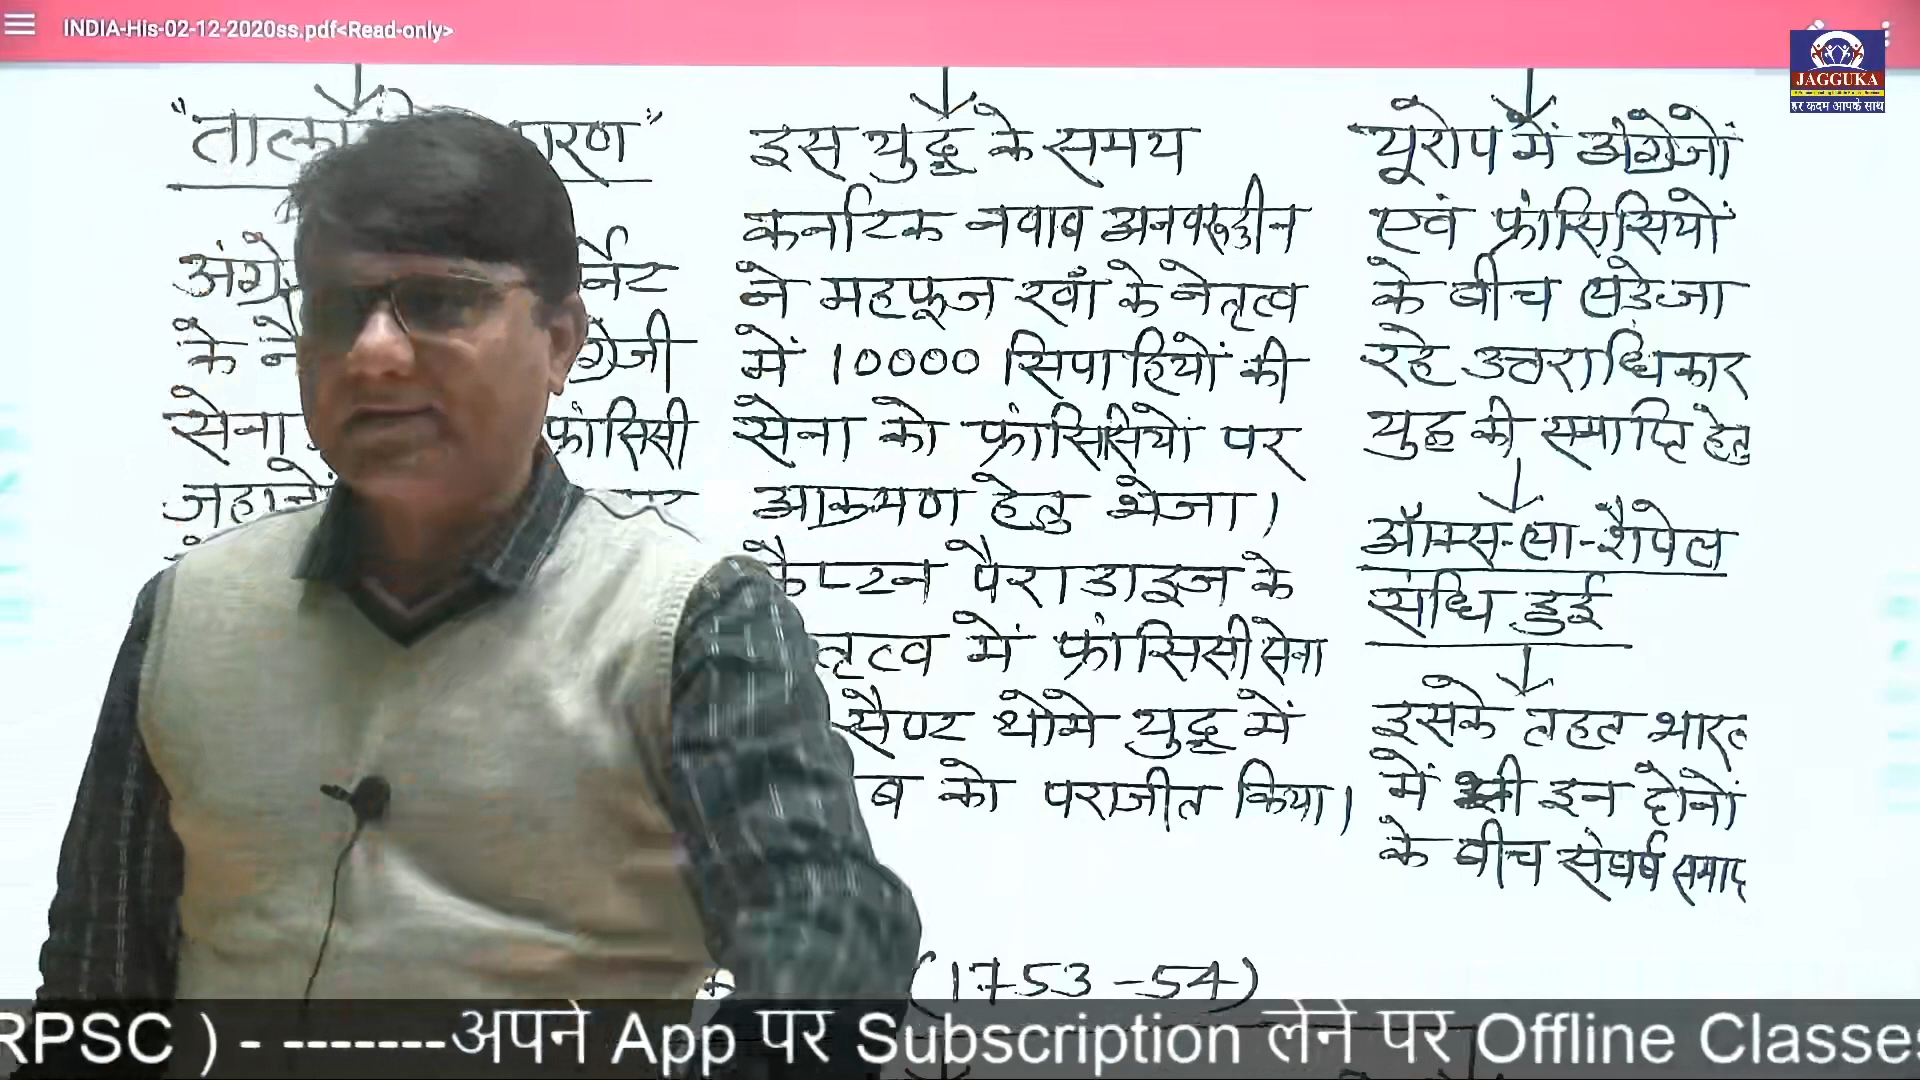 INDIA-His-02-12-2020ss.pdf<Read-only>
JAGGUKA
हर कदम आपके साथ
अंग्रे
र्नेट
के ने
ग्रेजी
सेना
फ्रांसिसी
इस युद्ध के समय
कर्नाटक नवाब अनवरूद्दीन
ने महफूज खाँ के नेतृत्व
में 10000 सिपाहियों की
सेना को फ्रांसिसियों पर
आक्रमण हेतु भेजा।
कैप्टन पैराडाइज के
तृत्व में फ्रांसिसी सेना
सैण्ट थोमे युद्ध में
ब को पराजीत किया।
यूरोप में अंग्रेजों
एवं फ्रांसिसियों
के बीच लडे जा
रहे उत्तराधिकार
युद्ध की समाप्ति हेतु
ऑक्स-ला-शैपेल
संधि हुई
इसके तहत भारत
में भी इन दोनों
के बीच संघर्ष समाप्
(1753-54)
RPSC ) - -------अपने App पर Subscription लेने पर Offline Classes